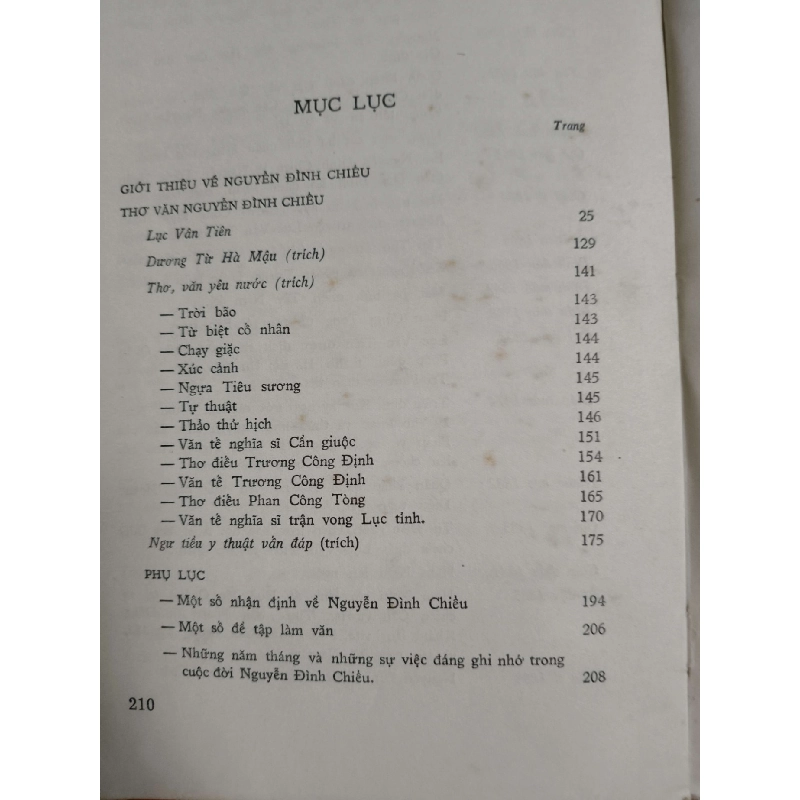 MỤC LỤC
Trang
GIỚI THIỆU VỀ NGUYỄN ĐÌNH CHIỂU
THƠ VĂN NGUYỄN ĐÌNH CHIỂU
Lục Vân Tiên 25
Dương Từ Hà Mậu (trích) 129
Thơ, văn yêu nước (trích) 141
— Trời bão 143
— Từ biệt cố nhân 143
— Chạy giặc 144
— Xúc cảnh 144
— Ngựa Tiêu sương 145
— Tự thuật 145
— Thảo thử hịch 146
— Văn tế nghĩa sĩ Cần giuộc 151
— Thơ điếu Trương Công Định 154
— Văn tế Trương Công Định 161
— Thơ điếu Phan Công Tòng 165
— Văn tế nghĩa sĩ trận vong Lục tỉnh. 170
Ngư tiều y thuật vấn đáp (trích) 175
PHỤ LỤC
— Một số nhận định về Nguyễn Đình Chiểu 194
— Một số đề tập làm văn 206
— Những năm tháng và những sự việc đáng ghi nhớ trong
cuộc đời Nguyễn Đình Chiểu. 208
210